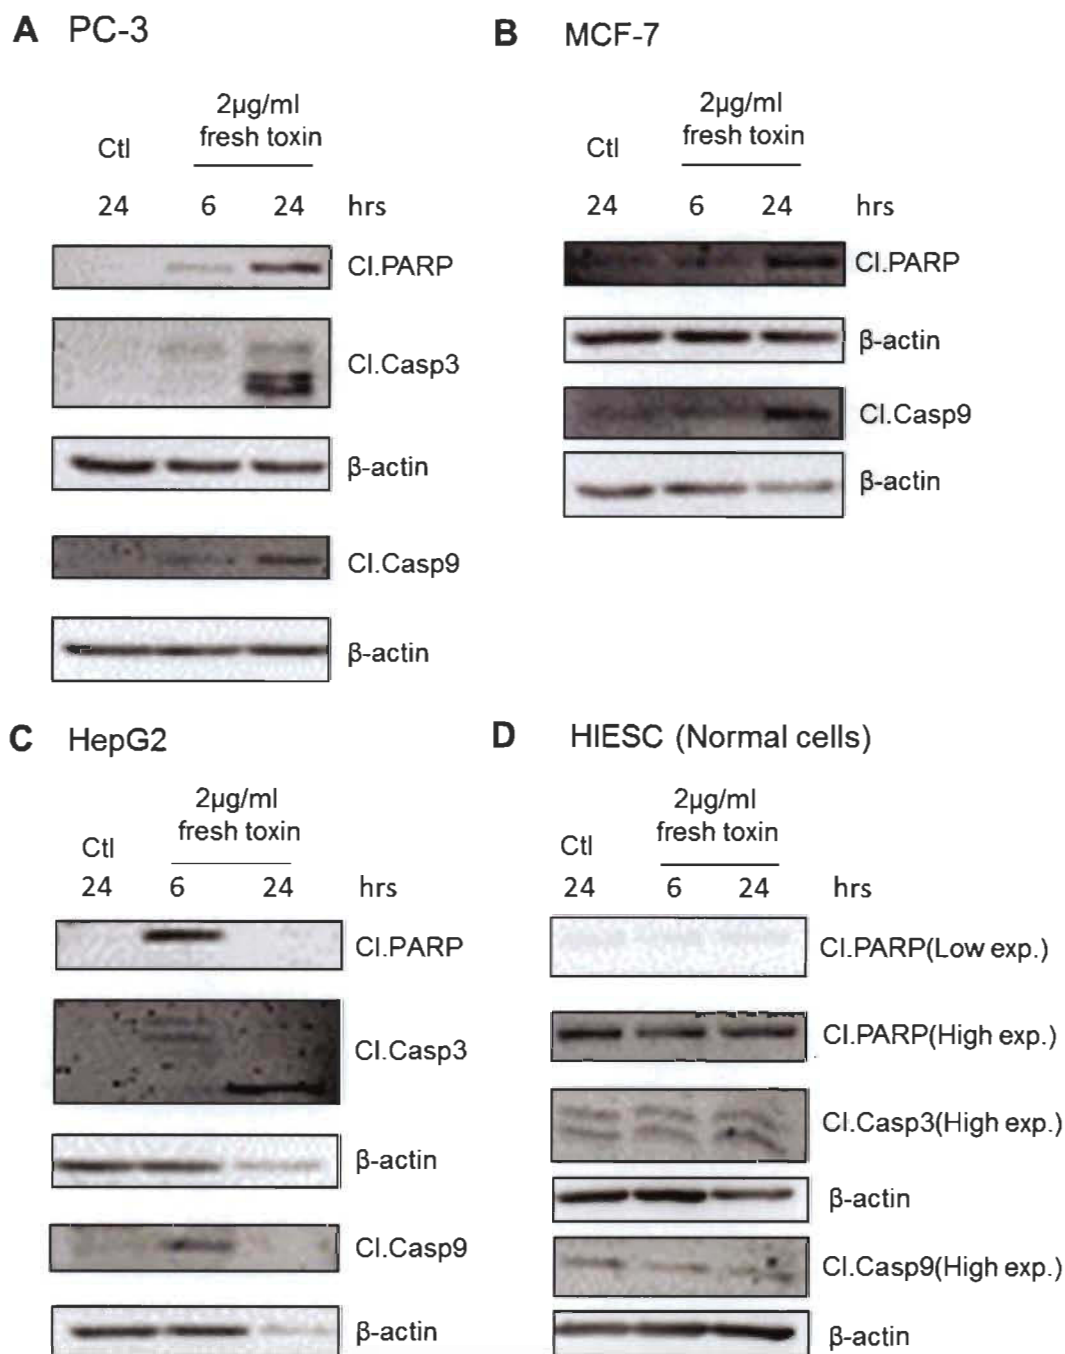 A PC-3
2µg/ml
fresh toxin
Ctl
24 6 24 hrs
Cl.PARP
Cl.Casp3
β-actin
Cl.Casp9
β-actin
B MCF-7
2µg/ml
fresh toxin
Ctl
24 6 24 hrs
Cl.PARP
β-actin
Cl.Casp9
β-actin
C HepG2
2µg/ml
fresh toxin
Ctl
24 6 24 hrs
Cl.PARP
Cl.Casp3
β-actin
Cl.Casp9
β-actin
D HIESC (Normal cells)
2µg/ml
fresh toxin
Ctl
24 6 24 hrs
Cl.PARP(Low exp.)
Cl.PARP(High exp.)
Cl.Casp3(High exp.)
β-actin
Cl.Casp9(High exp.)
β-actin